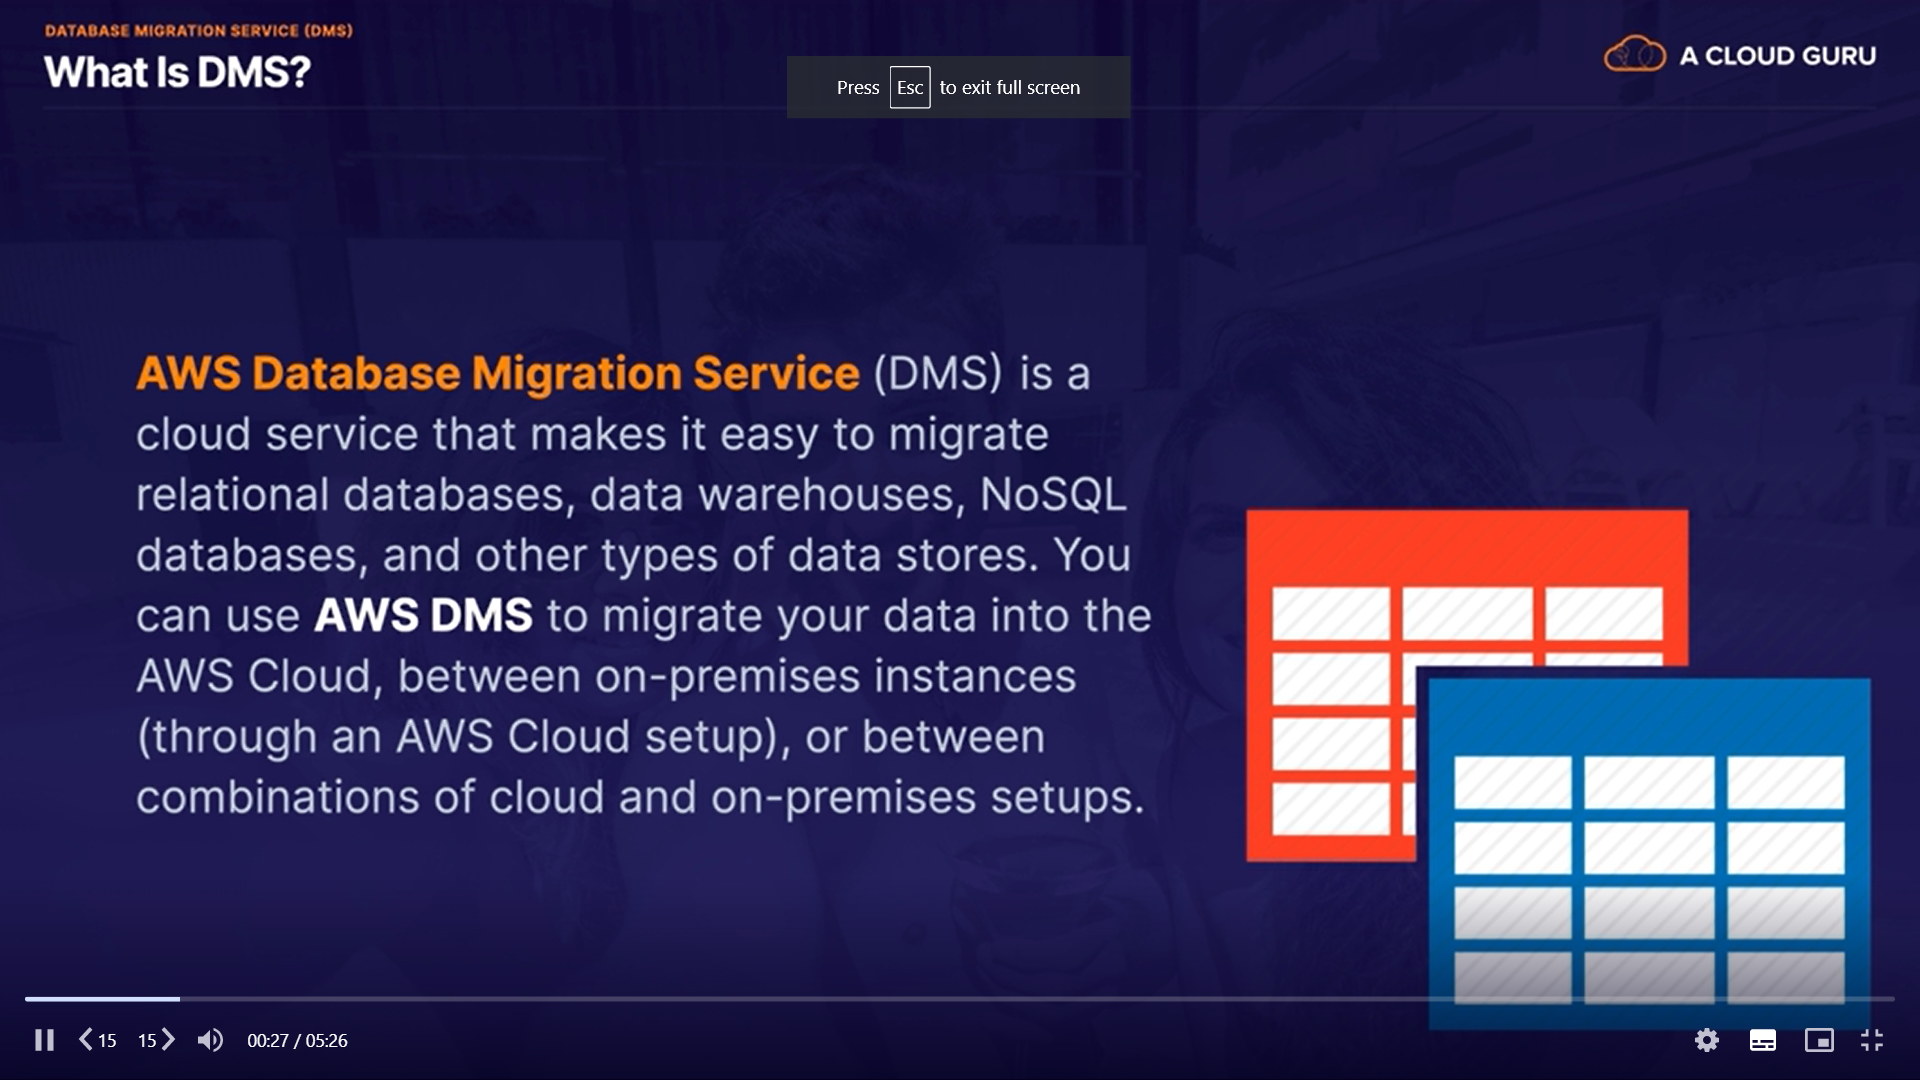 DATABASE MIGRATION SERVICE (DMS)
What Is DMS?
A CLOUD GURU
Press Esc to exit full screen
AWS Database Migration Service (DMS) is a
cloud service that makes it easy to migrate
relational databases, data warehouses, NoSQL
databases, and other types of data stores. You
can use AWS DMS to migrate your data into the
AWS Cloud, between on-premises instances
(through an AWS Cloud setup), or between
combinations of cloud and on-premises setups.
15 15 00:27 / 05:26